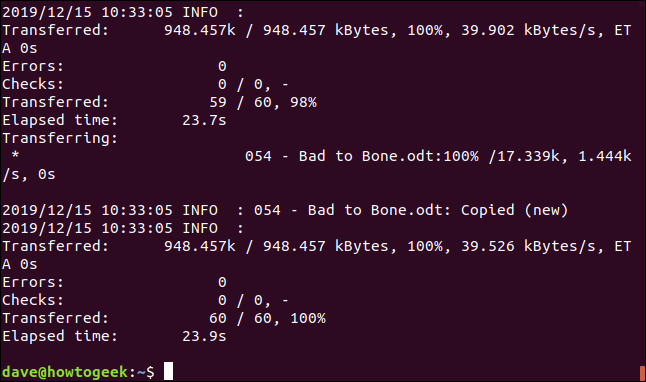 2019/12/15 10:33:05 INFO  :
Transferred:      948.457k / 948.457 kBytes, 100%, 39.902 kBytes/s, ET
A 0s
Errors:                 0
Checks:                 0 / 0, -
Transferred:           59 / 60, 98%
Elapsed time:       23.7s
Transferring:
 *                         054 - Bad to Bone.odt:100% /17.339k, 1.444k
/s, 0s
2019/12/15 10:33:05 INFO  : 054 - Bad to Bone.odt: Copied (new)
2019/12/15 10:33:05 INFO  :
Transferred:      948.457k / 948.457 kBytes, 100%, 39.526 kBytes/s, ET
A 0s
Errors:                 0
Checks:                 0 / 0, -
Transferred:           60 / 60, 100%
Elapsed time:       23.9s
dave@howtogeek:~$